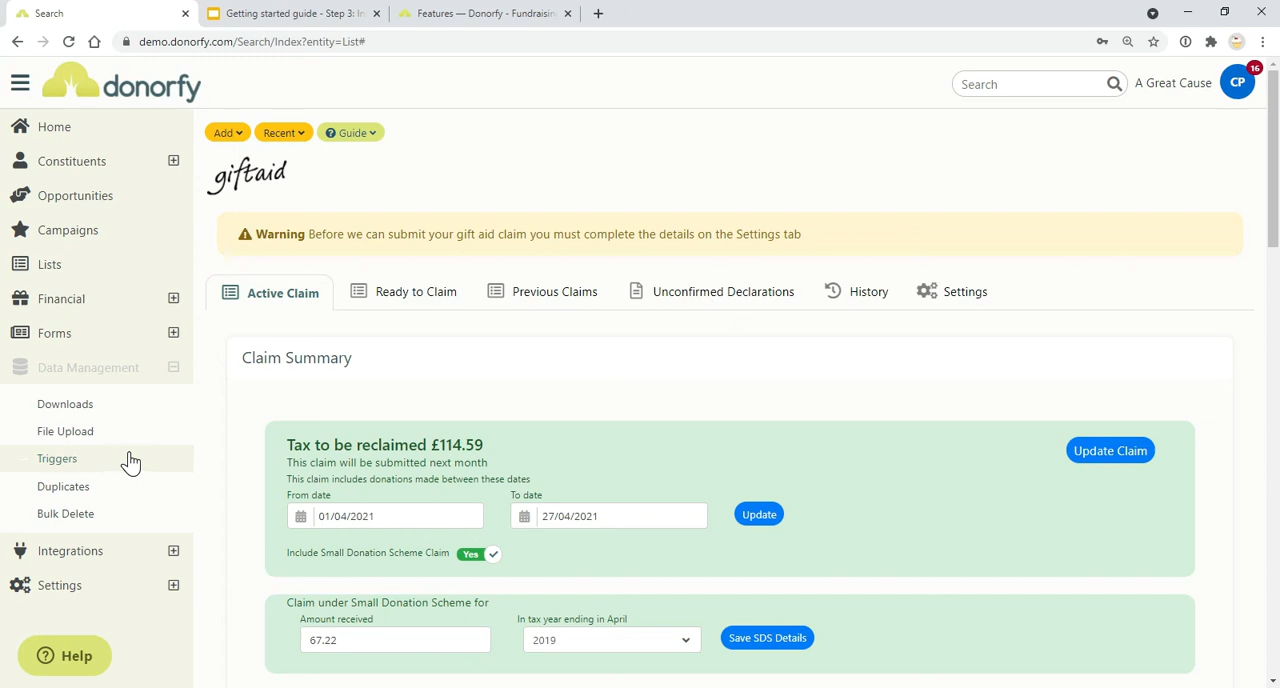 Search
Getting started guide - Step 3: In
Features — Donorfy - Fundraisin
demo.donorfy.com/Search/Index?entity=List#
donorfy
Search
A Great Cause
CP
16
Home
Constituents
Opportunities
Campaigns
Lists
Financial
Forms
Data Management
Downloads
File Upload
Triggers
Duplicates
Bulk Delete
Integrations
Settings
Help
Add
Recent
Guide
giftaid
Warning Before we can submit your gift aid claim you must complete the details on the Settings tab
Active Claim
Ready to Claim
Previous Claims
Unconfirmed Declarations
History
Settings
Claim Summary
Tax to be reclaimed £114.59
Update Claim
This claim will be submitted next month
This claim includes donations made between these dates
From date
To date
01/04/2021
27/04/2021
Update
Include Small Donation Scheme Claim
Yes
Claim under Small Donation Scheme for
Amount received
In tax year ending in April
67.22
2019
Save SDS Details